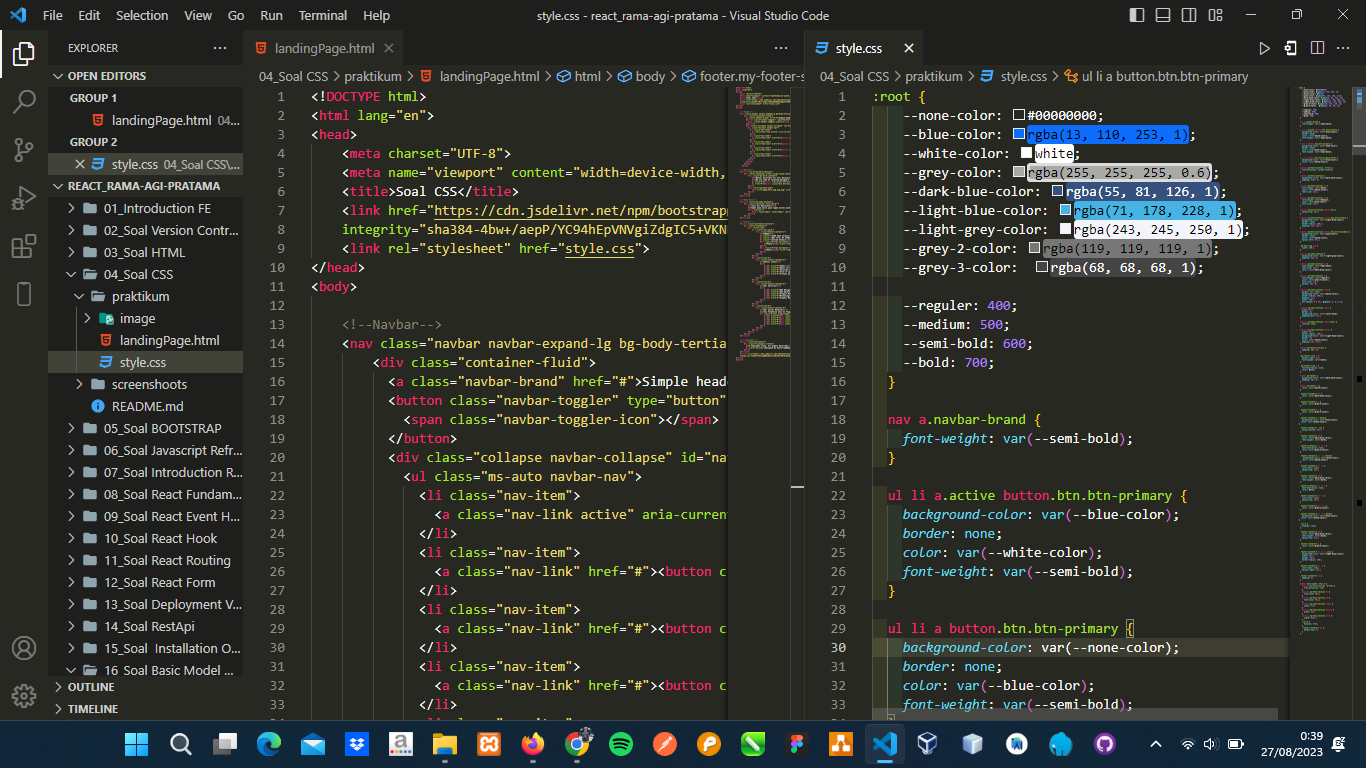 File Edit Selection View Go Run Terminal Help
style.css - react_rama-agi-pratama - Visual Studio Code
EXPLORER
OPEN EDITORS
GROUP 1
landingPage.html 04...
GROUP 2
style.css 04_Soal CSS\...
REACT_RAMA-AGI-PRATAMA
01_Introduction FE
02_Soal Version Contr...
03_Soal HTML
04_Soal CSS
praktikum
image
landingPage.html
style.css
screenshoots
README.md
05_Soal BOOTSTRAP
06_Soal Javascript Refr...
07_Soal Introduction R...
08_Soal React Fundam...
09_Soal React Event H...
10_Soal React Hook
11_Soal React Routing
12_Soal React Form
13_Soal Deployment V...
14_Soal RestApi
15_Soal Installation O...
16_Soal Basic Model ...
OUTLINE
TIMELINE
landingPage.html
04_Soal CSS > praktikum > landingPage.html > html > body > footer.my-footer-s
1 <!DOCTYPE html>
2 <html lang="en">
3 <head>
4 <meta charset="UTF-8">
5 <meta name="viewport" content="width=device-width,
6 <title>Soal CSS</title>
7 <link href="https://cdn.jsdelivr.net/npm/bootstrap
8 integrity="sha384-4bw+/aepP/YC94hEpVNVgiZdgIC5+VKN
9 <link rel="stylesheet" href="style.css">
10 </head>
11 <body>
12
13 <!--Navbar-->
14 <nav class="navbar navbar-expand-lg bg-body-tertia
15 <div class="container-fluid">
16 <a class="navbar-brand" href="#">Simple head
17 <button class="navbar-toggler" type="button"
18 <span class="navbar-toggler-icon"></span>
19 </button>
20 <div class="collapse navbar-collapse" id="na
21 <ul class="ms-auto navbar-nav">
22 <li class="nav-item">
23 <a class="nav-link active" aria-curren
24 </li>
25 <li class="nav-item">
26 <a class="nav-link" href="#"><button c
27 </li>
28 <li class="nav-item">
29 <a class="nav-link" href="#"><button c
30 </li>
31 <li class="nav-item">
32 <a class="nav-link" href="#"><button c
33 </li>
style.css
04_Soal CSS > praktikum > style.css > ul li a button.btn.btn-primary
1 :root {
2 --none-color: #00000000;
3 --blue-color: rgba(13, 110, 253, 1);
4 --white-color: white;
5 --grey-color: rgba(255, 255, 255, 0.6);
6 --dark-blue-color: rgba(55, 81, 126, 1);
7 --light-blue-color: rgba(71, 178, 228, 1);
8 --light-grey-color: rgba(243, 245, 250, 1);
9 --grey-2-color: rgba(119, 119, 119, 1);
10 --grey-3-color: rgba(68, 68, 68, 1);
11
12 --reguler: 400;
13 --medium: 500;
14 --semi-bold: 600;
15 --bold: 700;
16 }
17
18 nav a.navbar-brand {
19 font-weight: var(--semi-bold);
20 }
21
22 ul li a.active button.btn.btn-primary {
23 background-color: var(--blue-color);
24 border: none;
25 color: var(--white-color);
26 font-weight: var(--semi-bold);
27 }
28
29 ul li a button.btn.btn-primary {
30 background-color: var(--none-color);
31 border: none;
32 color: var(--blue-color);
33 font-weight: var(--semi-bold);
0:39
27/08/2023